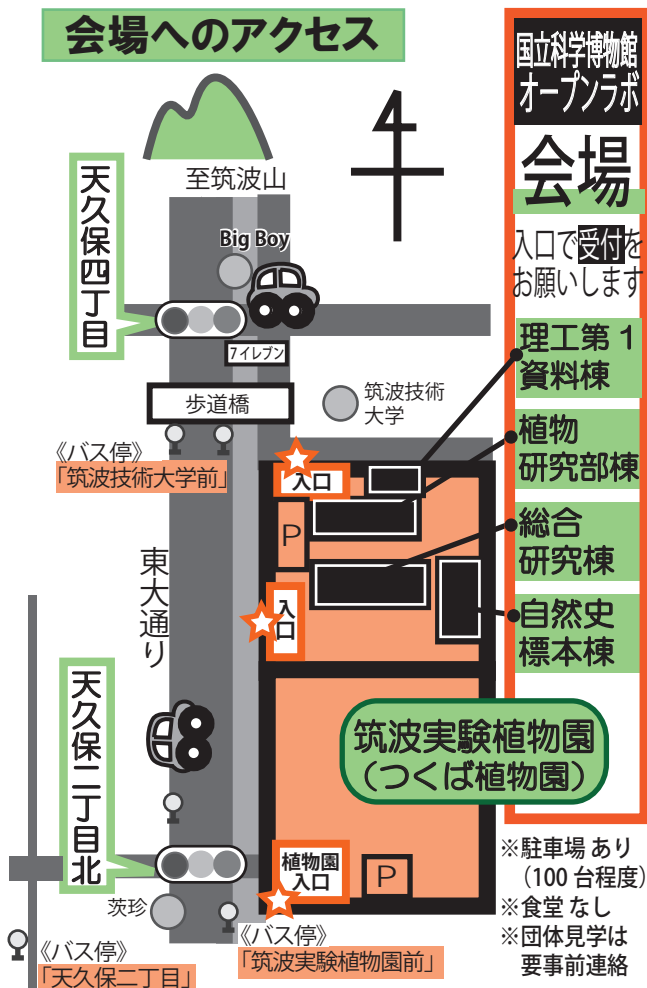 会場へのアクセス
国立科学博物館
オープンラボ
会場
入口で受付を
お願いします
理工第１
資料棟
植物
研究部棟
総合
研究棟
自然史
標本棟
至筑波山
Big Boy
天久保四丁目
7イレブン
歩道橋
筑波技術
大学
《バス停》
「筑波技術大学前」
入口
P
入口
東大通り
天久保二丁目北
筑波実験植物園
（つくば植物園）
植物園
入口
P
茨珍
《バス停》
「天久保二丁目」
《バス停》
「筑波実験植物園前」
※駐車場 あり
（100 台程度）
※食堂 なし
※団体見学は
要事前連絡